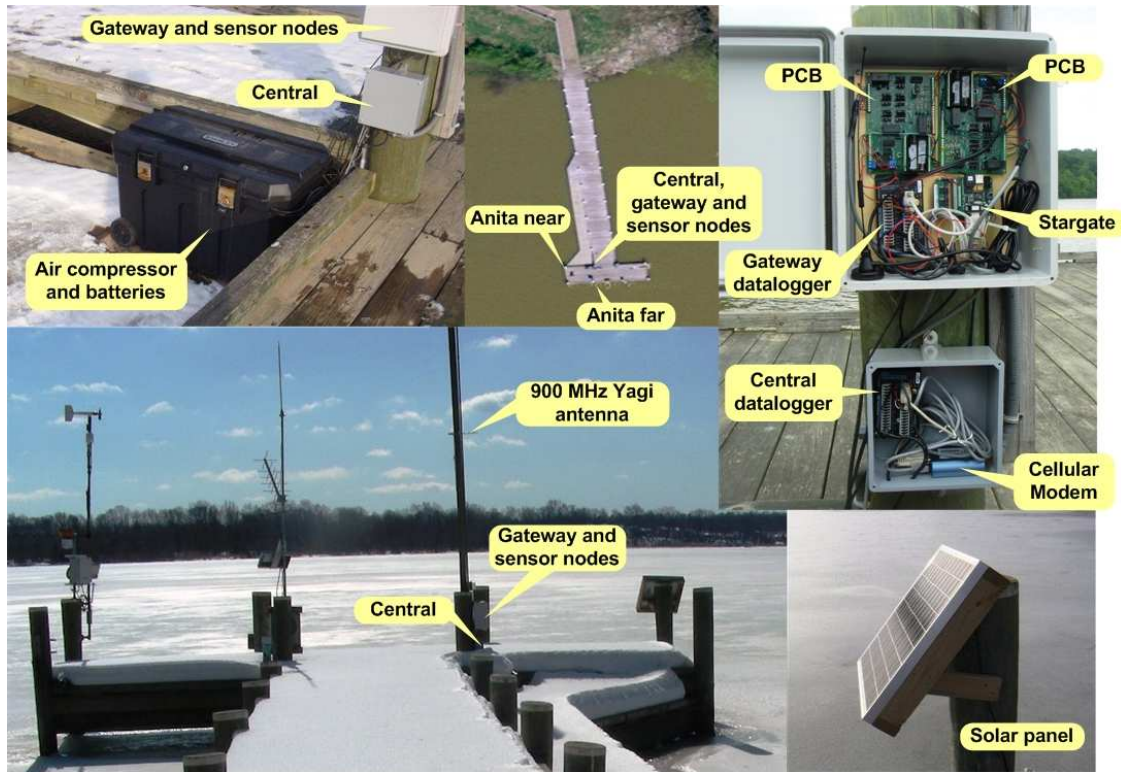 Gateway and sensor nodes
Central
Air compressor
and batteries
Anita near
Central,
gateway and
sensor nodes
Anita far
PCB
PCB
Stargate
Gateway
datalogger
Central
datalogger
Cellular
Modem
900 MHz Yagi
antenna
Gateway and
sensor nodes
Central
Solar panel